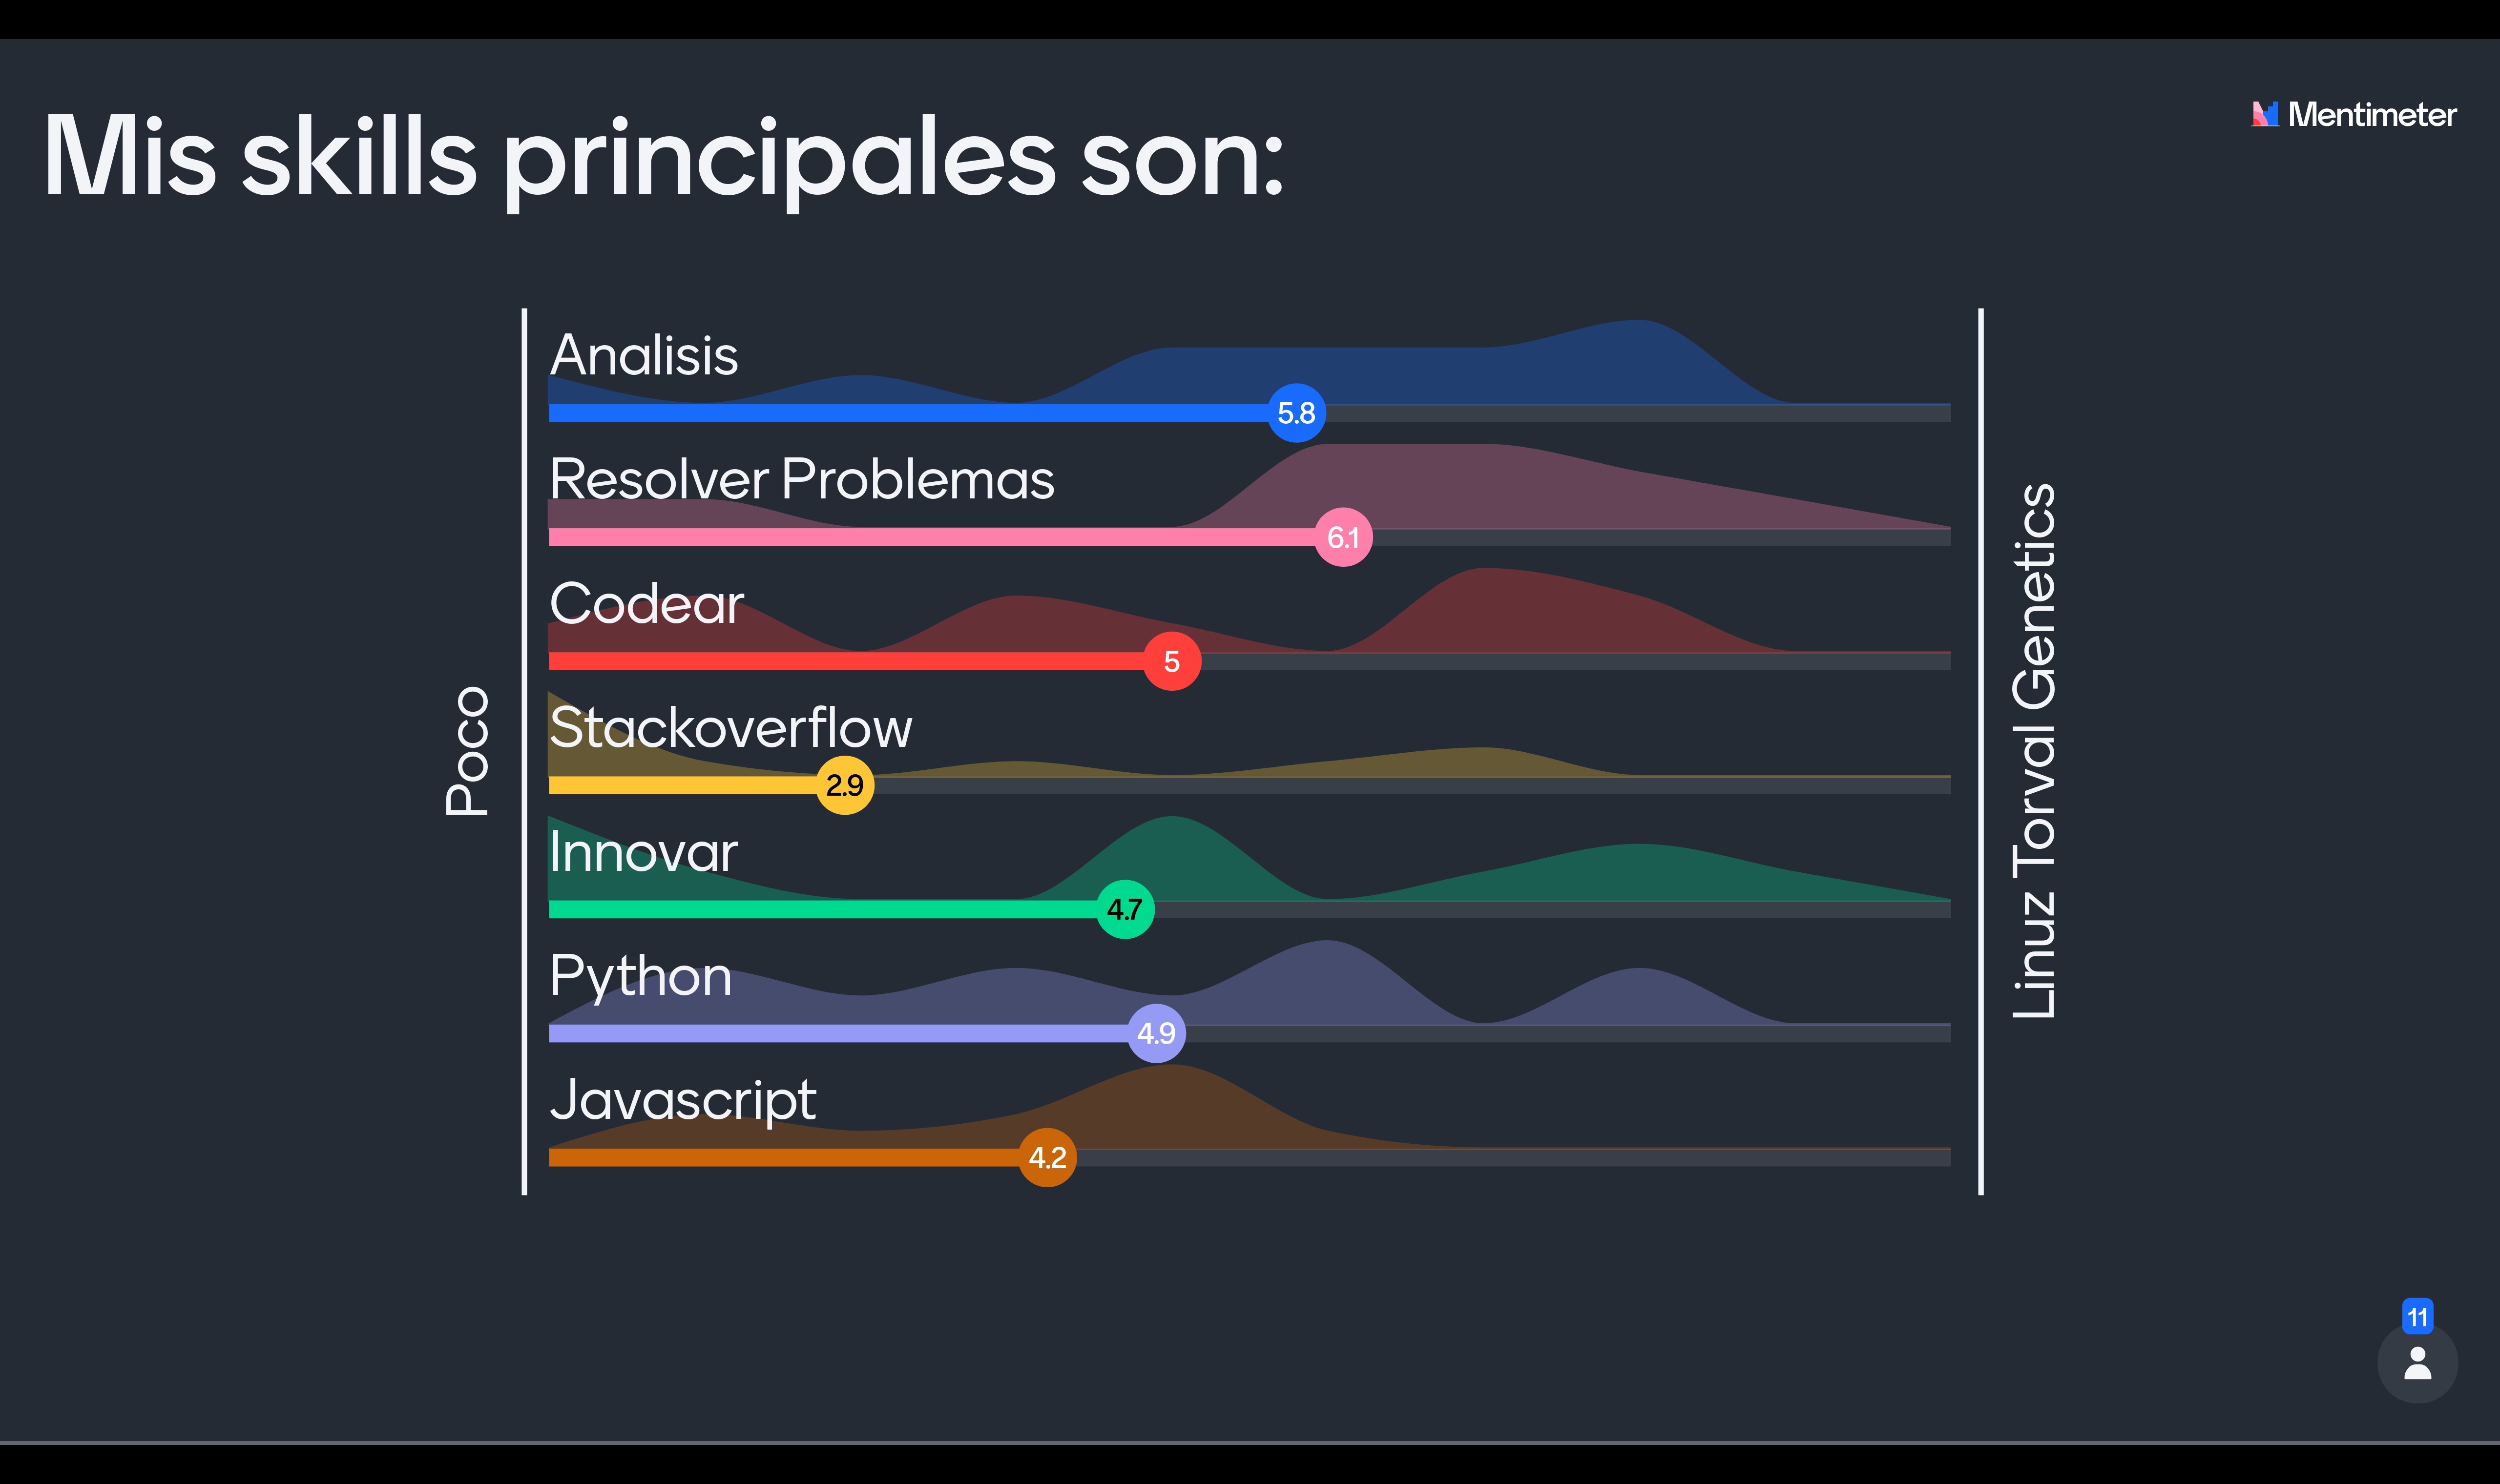 Mis skills principales son:
Mentimeter
Analisis
5.8
Resolver Problemas
6.1
Codear
5
Stackoverflow
2.9
Innovar
4.7
Python
4.9
Javascript
4.2
Poco
Linuz Torval Genetics
11